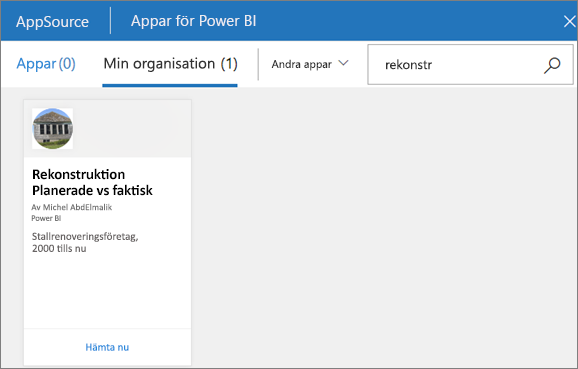 AppSource Appar för Power BI
Appar (0) Min organisation (1) Andra appar rekonstr
Rekonstruktion
Planerade vs faktisk
Av Michel AbdElmalik
Power BI
Stallrenoveringsföretag,
2000 tills nu
Hämta nu